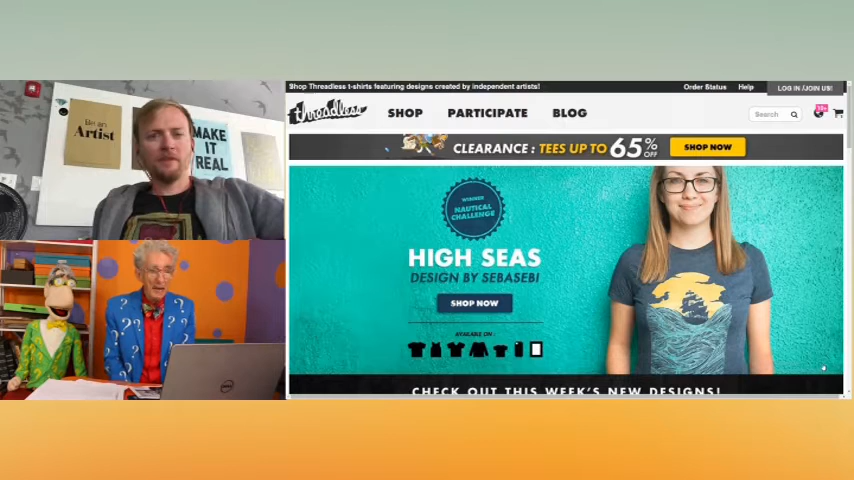 Be an
Artist
MAKE
IT
REAL
DELL
Shop Threadless t-shirts featuring designs created by independent artists!
Order Status
Help
LOG IN /JOIN US!
threadless
SHOP
PARTICIPATE
BLOG
Search
10+
CLEARANCE : TEES UP TO 65% OFF
SHOP NOW
WINNER
NAUTICAL
CHALLENGE
HIGH SEAS
DESIGN BY SEBASEBI
SHOP NOW
AVAILABLE ON :
CHECK OUT THIS WEEK'S NEW DESIGNS!